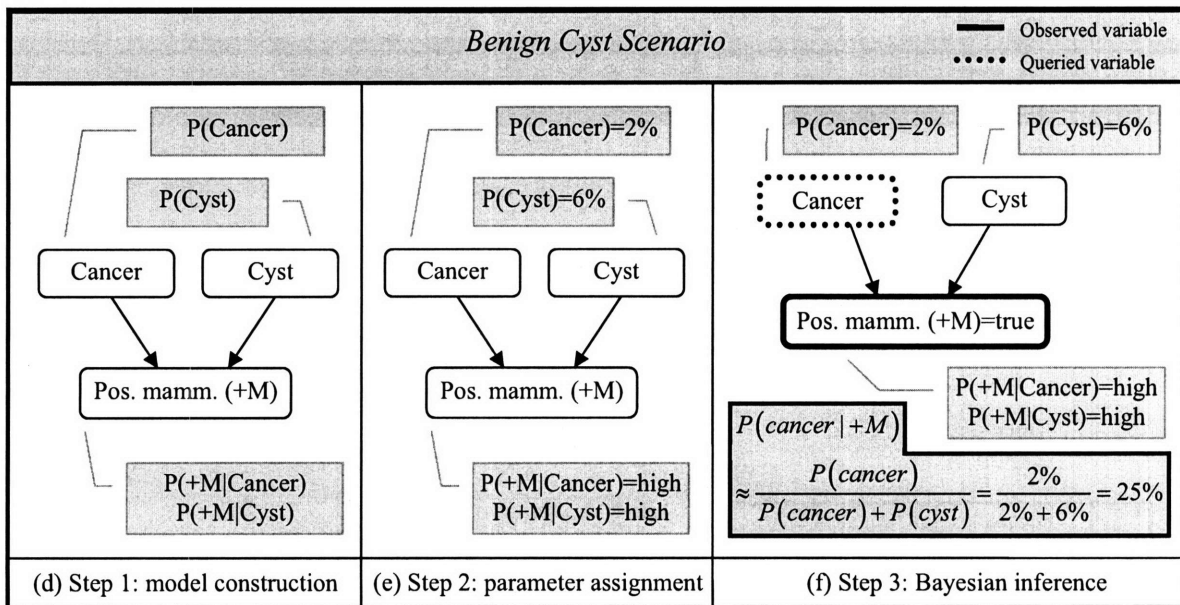 Benign Cyst Scenario
Observed variable
Queried variable
P(Cancer)
P(Cyst)
Cancer
Cyst
Pos. mamm. (+M)
P(+M|Cancer)
P(+M|Cyst)
(d) Step 1: model construction
P(Cancer)=2%
P(Cyst)=6%
Cancer
Cyst
Pos. mamm. (+M)
P(+M|Cancer)=high
P(+M|Cyst)=high
(e) Step 2: parameter assignment
P(Cancer)=2%
P(Cyst)=6%
Cancer
Cyst
Pos. mamm. (+M)=true
P(+M|Cancer)=high
P(+M|Cyst)=high
P(cancer | +M)
≈ P(cancer) / P(cancer) + P(cyst) = 2% / 2% + 6% = 25%
(f) Step 3: Bayesian inference